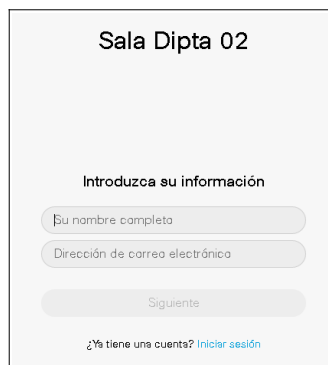 Sala Dipta 02
Introduzca su información
Su nombre completo
Dirección de correo electrónico
Siguiente
¿Ya tiene una cuenta? Iniciar sesión